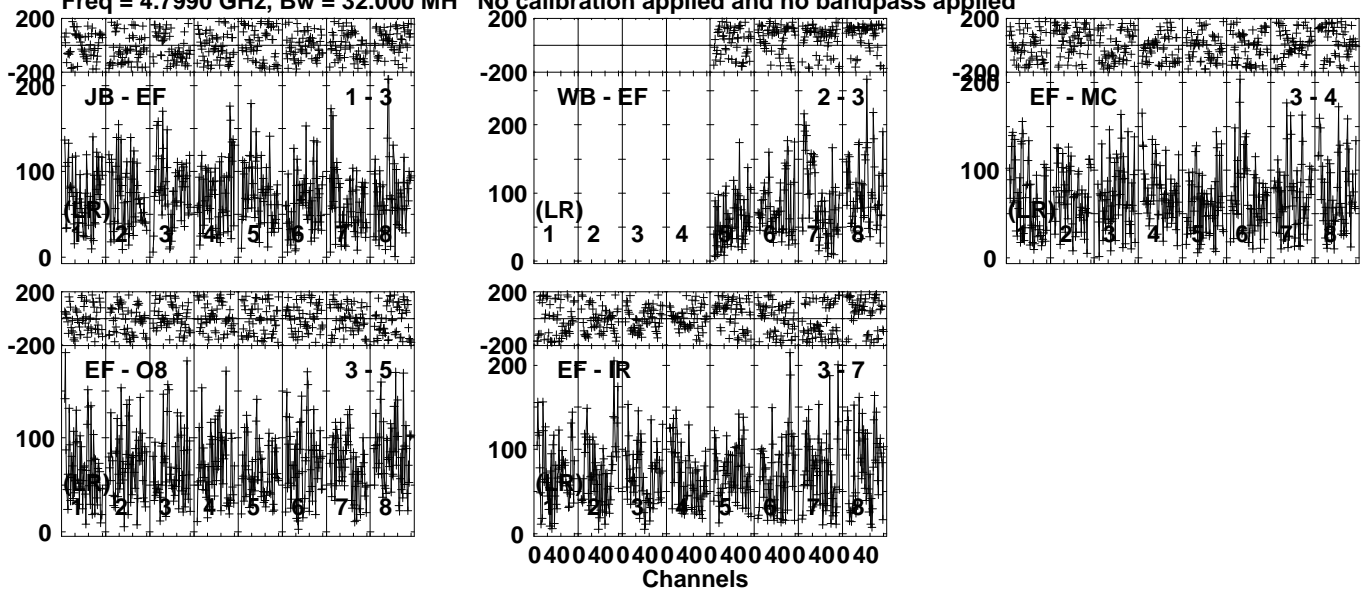 Freq = 4.7990 GHz, Bw = 32.000 MH No calibration applied and no bandpass applied
200
-200
200
100
0
JB - EF 1 - 3
(LR)
1 2 3 4 5 6 7 8
200
-200
200
100
0
WB - EF 2 - 3
(LR)
1 2 3 4 5 6 7 8
200
-200
200
100
0
EF - MC 3 - 4
(LR)
1 2 3 4 5 6 7 8
200
-200
100
0
EF - O8 3 - 5
(LR)
1 2 3 4 5 6 7 8
200
-200
200
100
0
EF - IR 3 - 7
(LR)
1 2 3 4 5 6 7 8
0 40 0 40 0 40 0 40 0 40 0 40 0 40 0 40
Channels